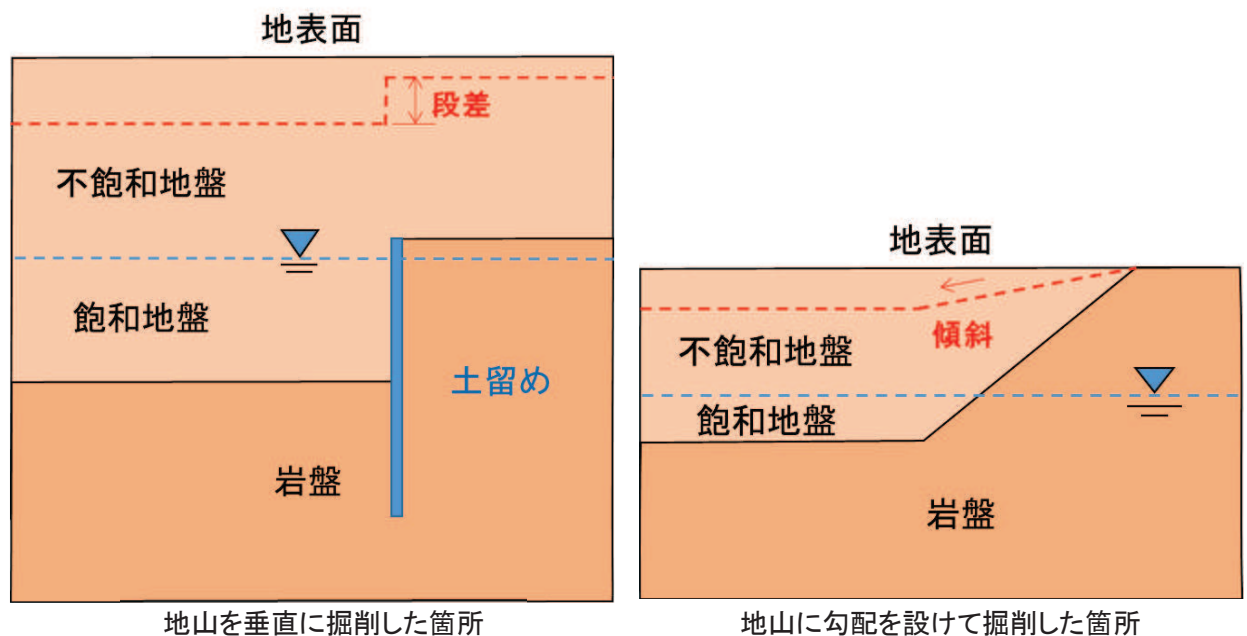 地表面
段差
不飽和地盤
飽和地盤
土留め
岩盤
地山を垂直に掘削した箇所
地表面
傾斜
不飽和地盤
飽和地盤
岩盤
地山に勾配を設けて掘削した箇所